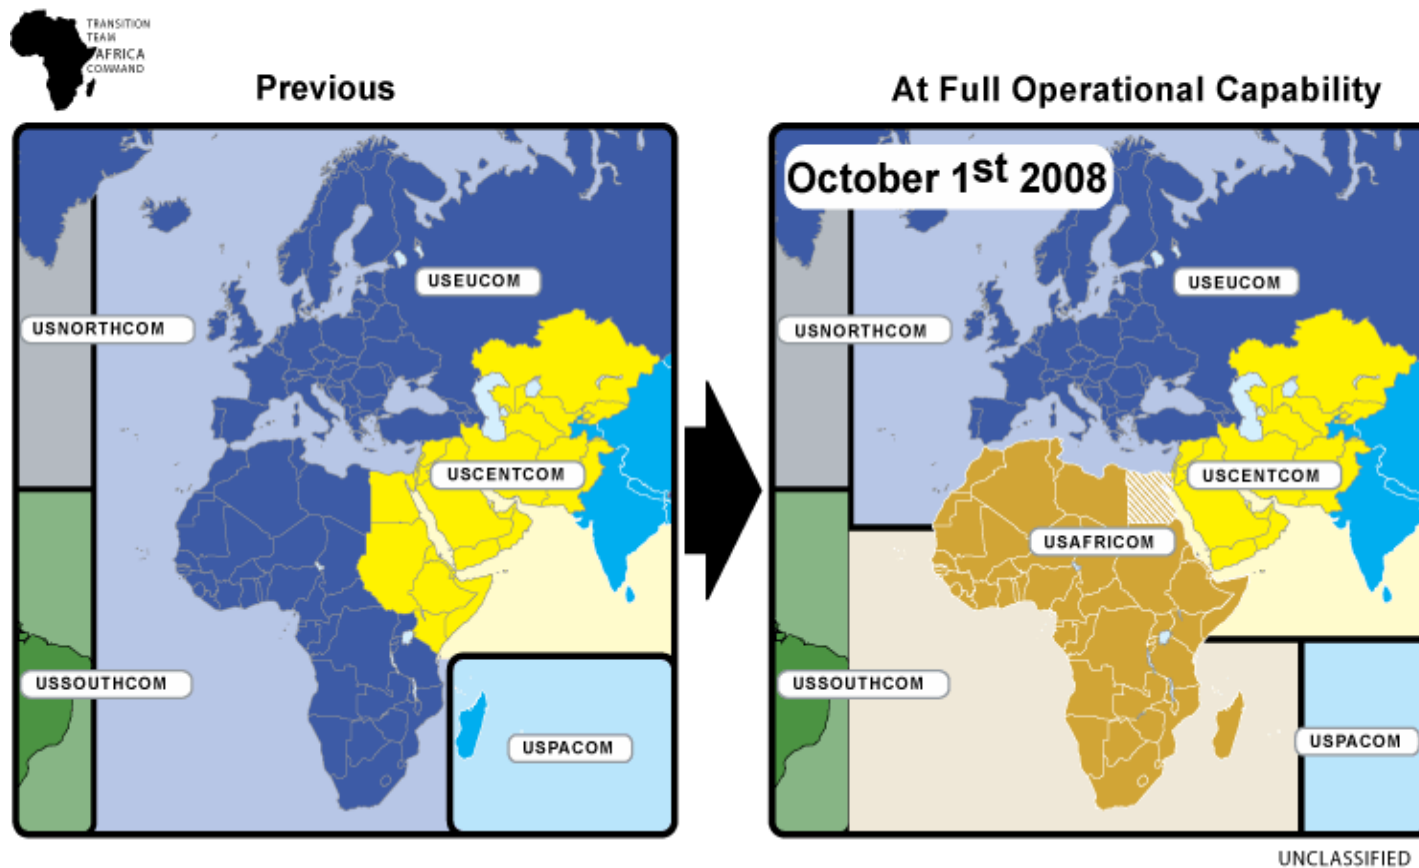 TRANSITION
TEAM
AFRICA
COMMAND
Previous
At Full Operational Capability
USEUCOM
USNORTHCOM
USCENTCOM
USSOUTHCOM
USPACOM
October 1st 2008
USEUCOM
USNORTHCOM
USCENTCOM
USAFRICOM
USSOUTHCOM
USPACOM
UNCLASSIFIED